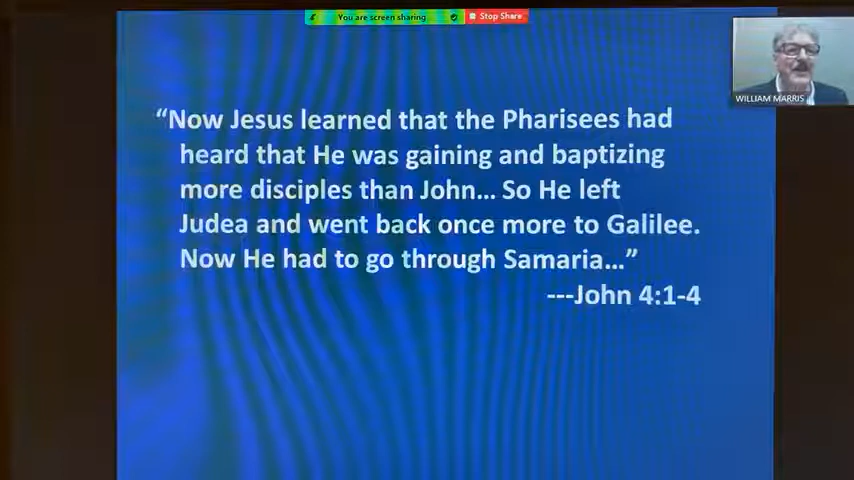 You are screen sharing
Stop Share
WILLIAM MARRIS
“Now Jesus learned that the Pharisees had
heard that He was gaining and baptizing
more disciples than John... So He left
Judea and went back once more to Galilee.
Now He had to go through Samaria...”
---John 4:1-4